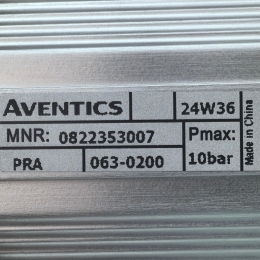 AVENTICS 24W36
MNR: 0822353007 Pmax:
PRA 063-0200 10bar
Made in China